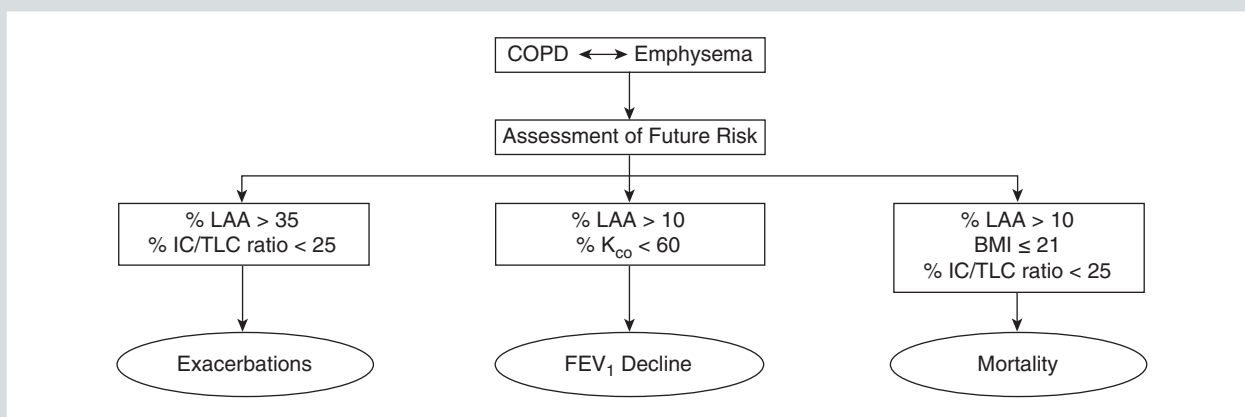 COPD ↔ Emphysema
Assessment of Future Risk
% LAA > 35
% IC/TLC ratio < 25
% LAA > 10
% K_co < 60
% LAA > 10
BMI ≤ 21
% IC/TLC ratio < 25
Exacerbations
FEV₁ Decline
Mortality